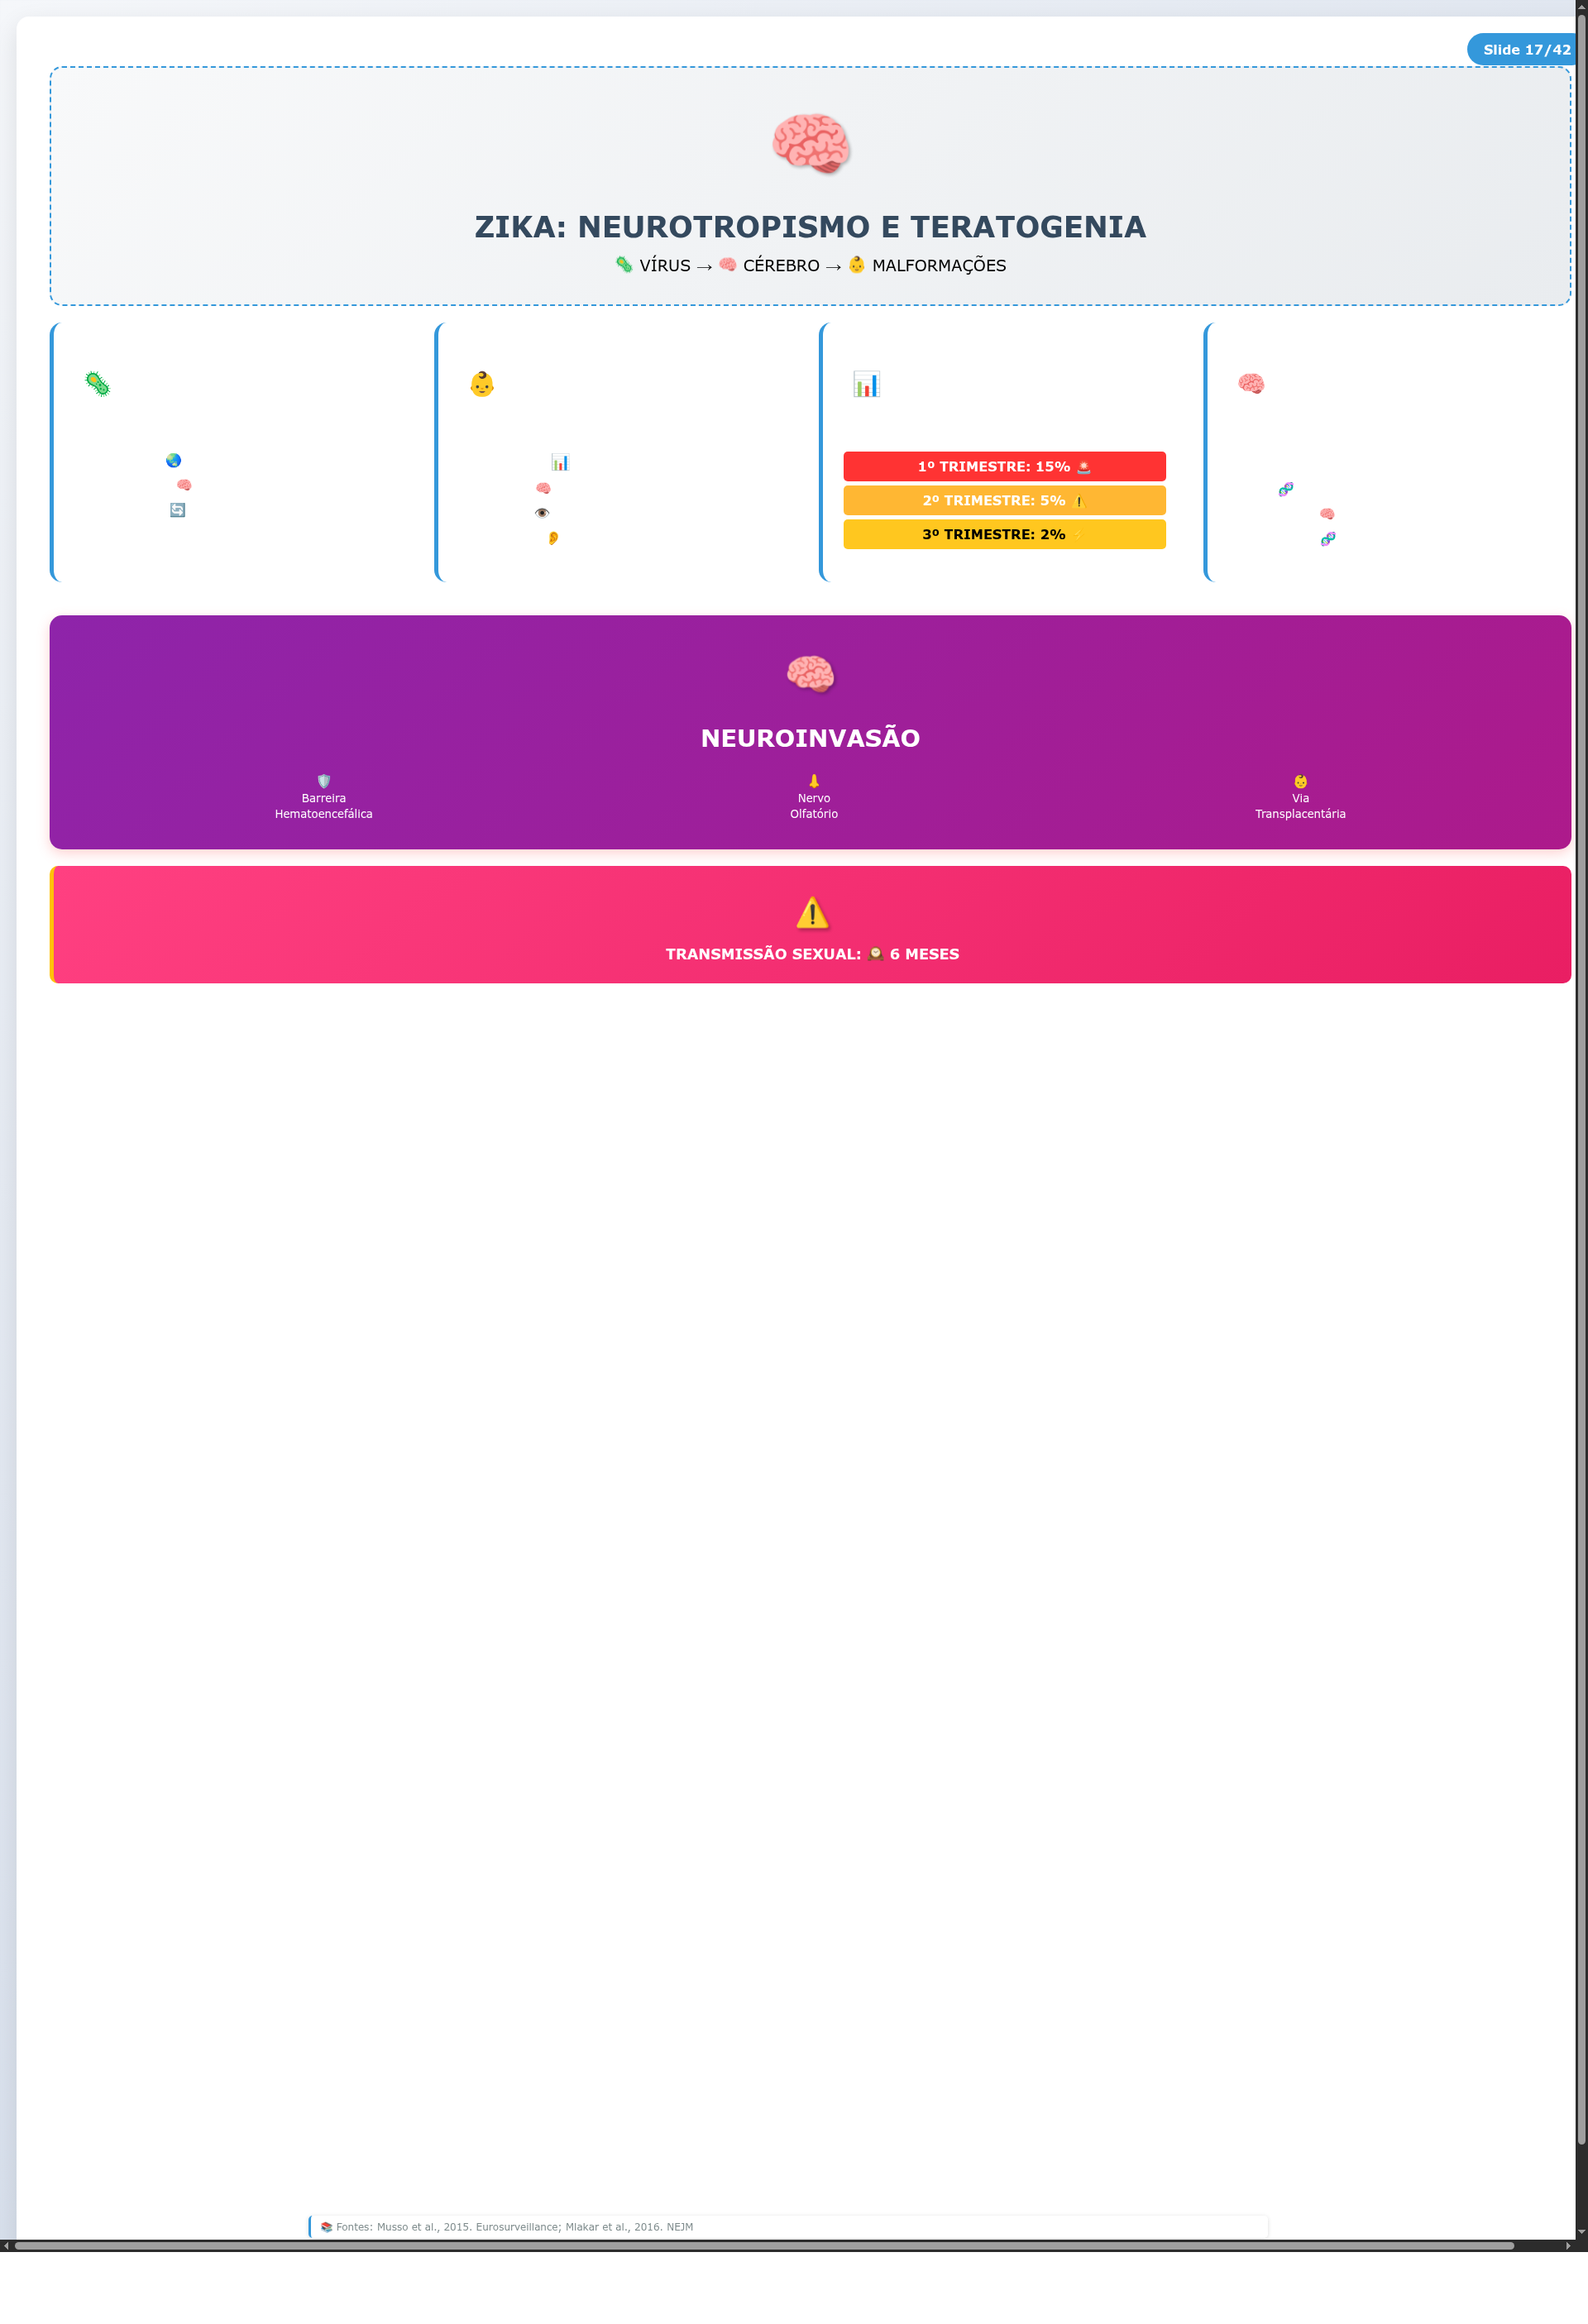 Slide 17/42
ZIKA: NEUROTROPISMO E TERATOGENIA
🦠 VÍRUS → 🧠 CÉREBRO → 👶 MALFORMAÇÕES
1º TRIMESTRE: 15% 🚨
2º TRIMESTRE: 5% ⚠️
3º TRIMESTRE: 2% ⚡
NEUROINVASÃO
Barreira
Hematoencefálica
Nervo
Olfatório
Via
Transplacentária
TRANSMISSÃO SEXUAL: 🕰️ 6 MESES
📚 Fontes: Musso et al., 2015. Eurosurveillance; Mlakar et al., 2016. NEJM